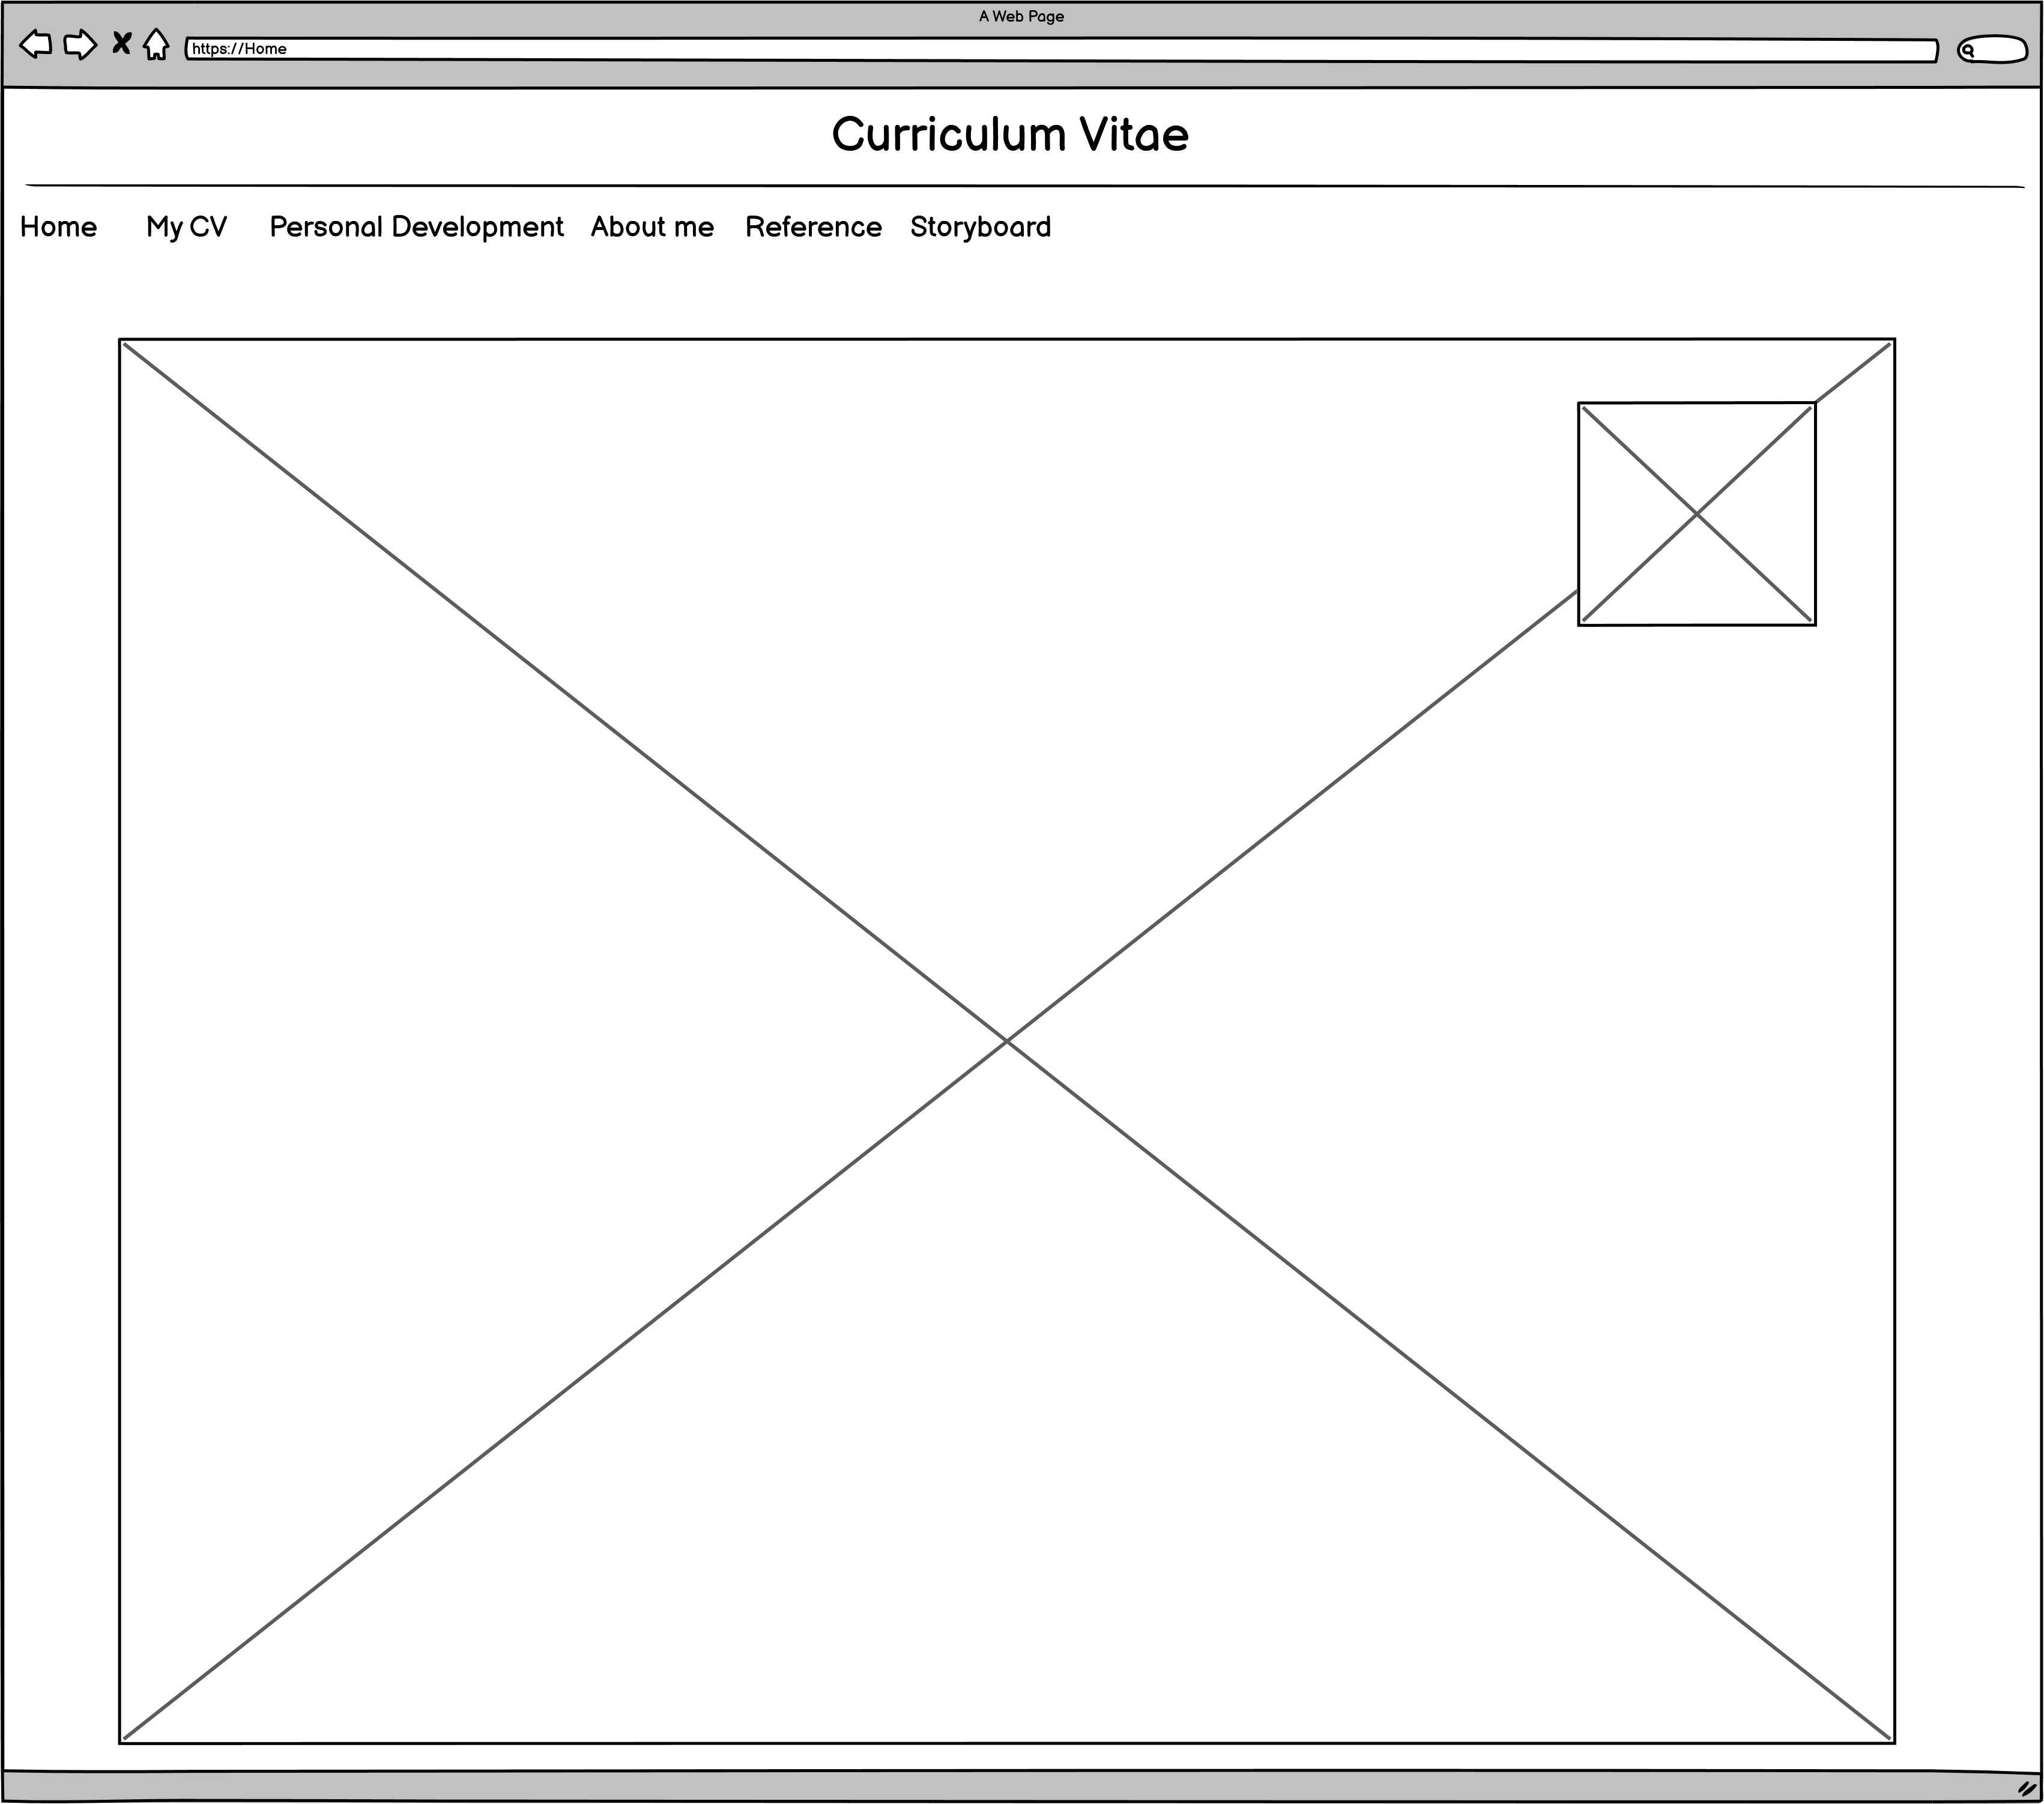 A Web Page
https://Home
Curriculum Vitae
Home My CV Personal Development About me Reference Storyboard